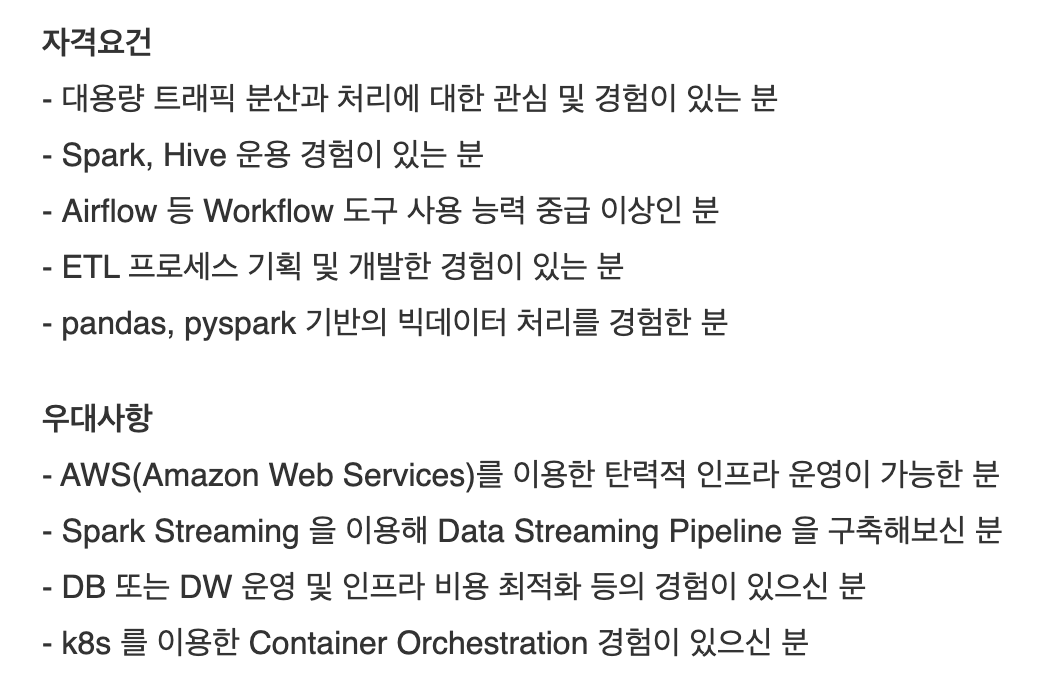 자격요건
- 대용량 트래픽 분산과 처리에 대한 관심 및 경험이 있는 분
- Spark, Hive 운용 경험이 있는 분
- Airflow 등 Workflow 도구 사용 능력 중급 이상인 분
- ETL 프로세스 기획 및 개발한 경험이 있는 분
- pandas, pyspark 기반의 빅데이터 처리를 경험한 분
우대사항
- AWS(Amazon Web Services)를 이용한 탄력적 인프라 운영이 가능한 분
- Spark Streaming 을 이용해 Data Streaming Pipeline 을 구축해보신 분
- DB 또는 DW 운영 및 인프라 비용 최적화 등의 경험이 있으신 분
- k8s 를 이용한 Container Orchestration 경험이 있으신 분